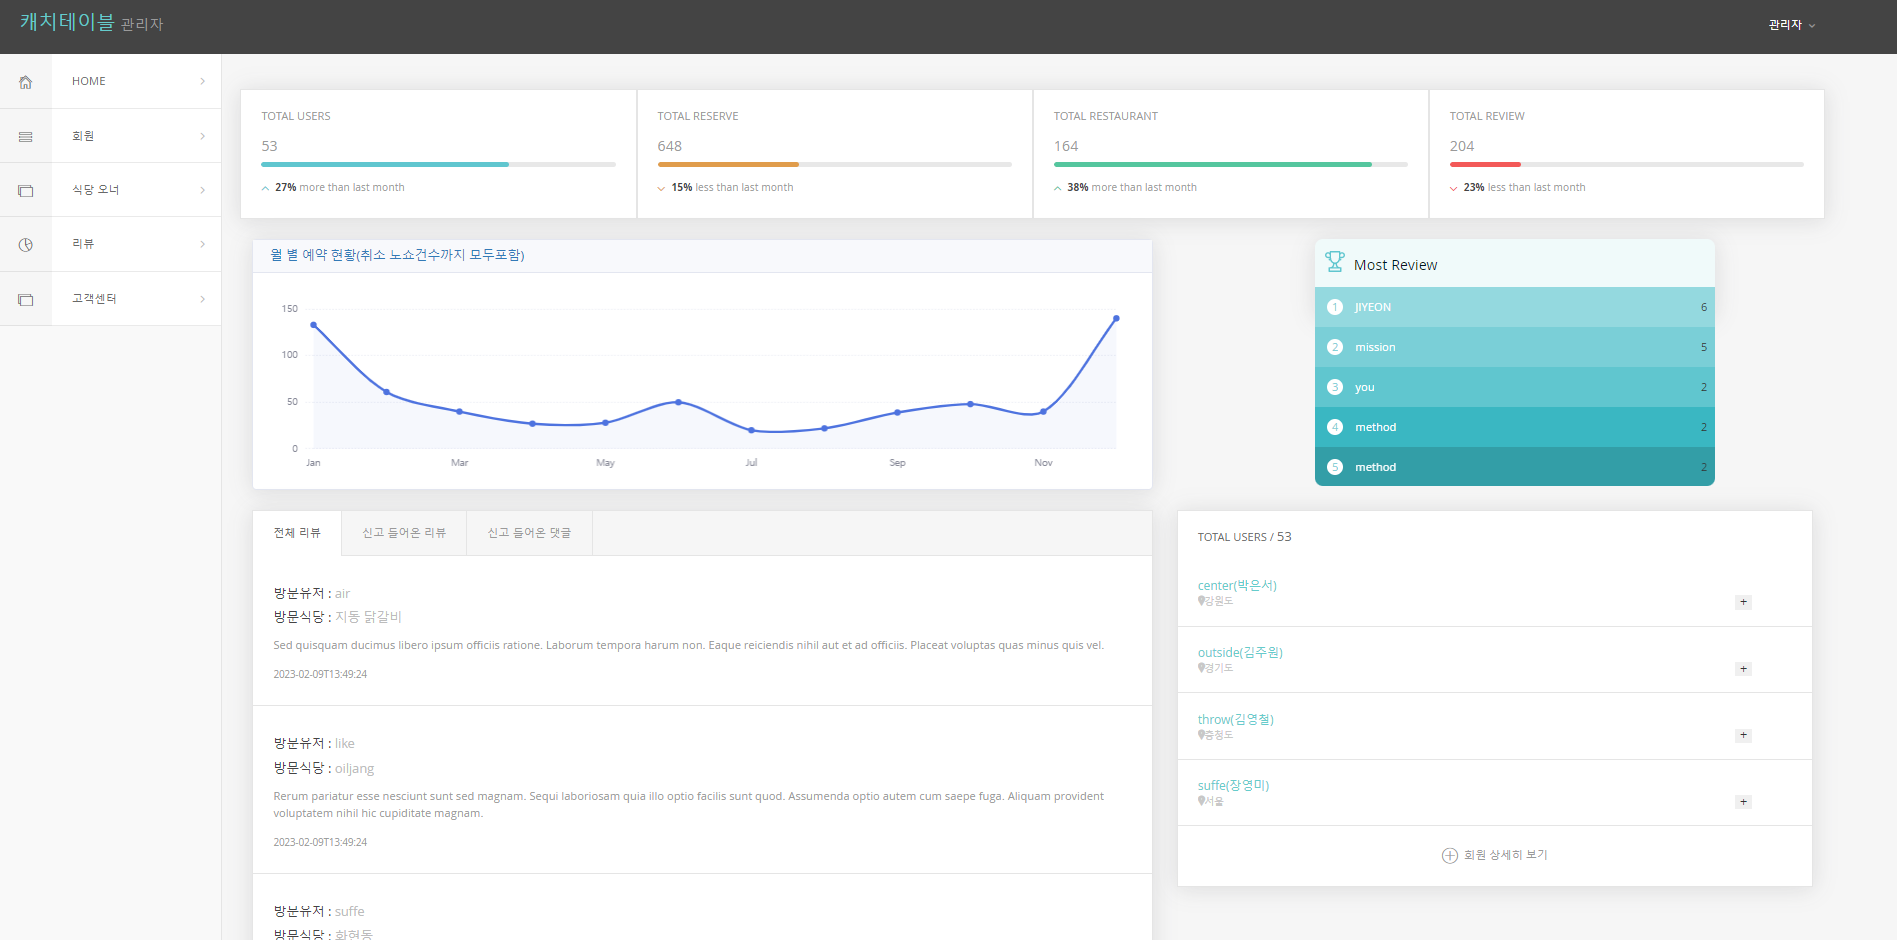 캐치테이블 관리자
관리자
HOME
회원
식당 오너
리뷰
고객센터
TOTAL USERS
53
27% more than last month
TOTAL RESERVE
648
15% less than last month
TOTAL RESTAURANT
164
38% more than last month
TOTAL REVIEW
204
23% less than last month
월 별 예약 현황(취소 노쇼건수까지 모두포함)
150
100
50
0
Jan Mar May Jul Sep Nov
Most Review
1 JIYEON 6
2 mission 5
3 you 2
4 method 2
5 method 2
전체 리뷰 신고 들어온 리뷰 신고 들어온 댓글
방문유저 : air
방문식당 : 지동 닭갈비
Sed quisquam ducimus libero ipsum officiis ratione. Laborum tempora harum non. Eaque reiciendis nihil aut et ad officiis. Placeat voluptas quas minus quis vel.
2023-02-09T13:49:24
방문유저 : like
방문식당 : oiljang
Rerum pariatur esse nesciunt sunt sed magnam. Sequi laboriosam quia illo optio facilis sunt quod. Assumenda optio autem cum saepe fuga. Aliquam provident
voluptatem nihil hic cupiditate magnam.
2023-02-09T13:49:24
방문유저 : suffe
방문식당 : 화현동
TOTAL USERS / 53
center(박은서)
강원도
+
outside(김주원)
경기도
+
throw(김영철)
충청도
+
suffe(장영미)
서울
+
회원 상세히 보기